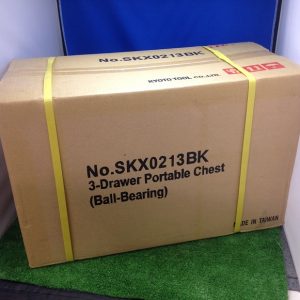 No.SKX0213BK
KYOTO TOOL CO.,LTD.
No.SKX0213BK
3-Drawer Portable Chest
(Ball-Bearing)
MADE IN TAIWAN